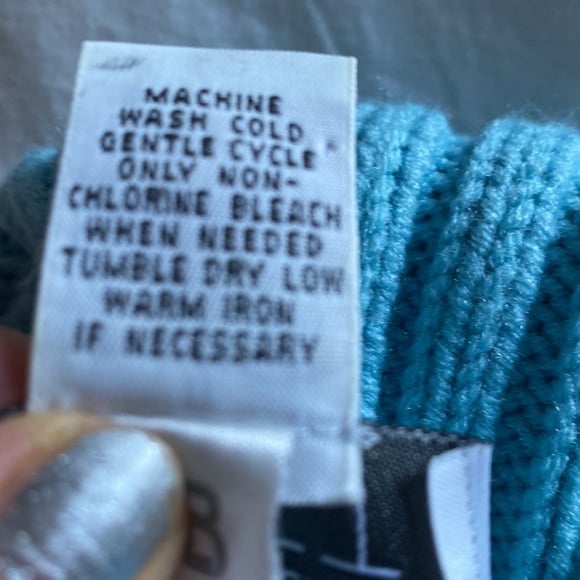 MACHINE
WASH COLD
GENTLE CYCLE
ONLY NON-
CHLORINE BLEACH
WHEN NEEDED
TUMBLE DRY LOW
WARM IRON
IF NECESSARY